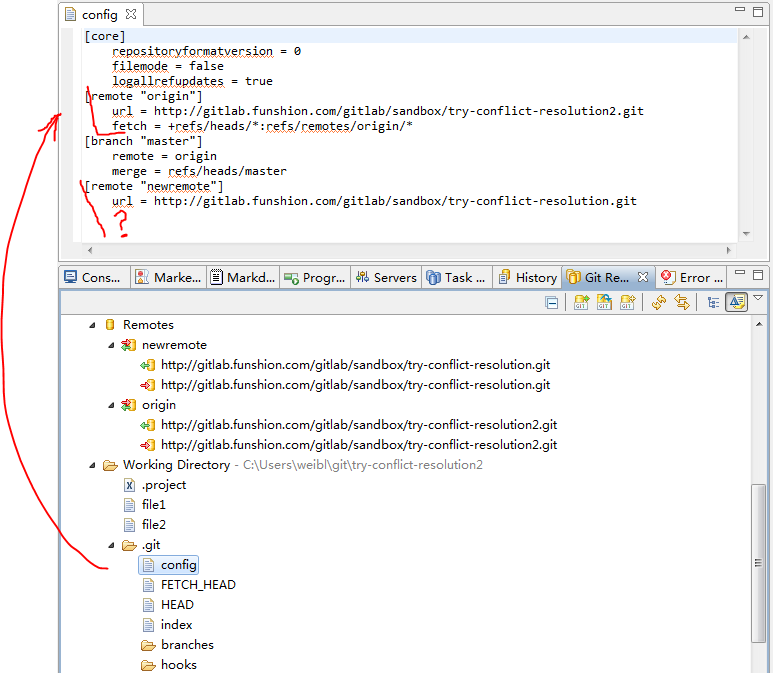 config
[core]
repositoryformatversion = 0
filemode = false
logallrefupdates = true
[remote "origin"]
url = http://gitlab.funshion.com/gitlab/sandbox/try-conflict-resolution2.git
fetch = +refs/heads/*:refs/remotes/origin/*
[branch "master"]
remote = origin
merge = refs/heads/master
[remote "newremote"]
url = http://gitlab.funshion.com/gitlab/sandbox/try-conflict-resolution.git
?
Cons... Marke... Markd... Progr... Servers Task ... History Git Re... Error ...
Remotes
newremote
http://gitlab.funshion.com/gitlab/sandbox/try-conflict-resolution.git
http://gitlab.funshion.com/gitlab/sandbox/try-conflict-resolution.git
origin
http://gitlab.funshion.com/gitlab/sandbox/try-conflict-resolution2.git
http://gitlab.funshion.com/gitlab/sandbox/try-conflict-resolution2.git
Working Directory - C:\Users\weibl\git\try-conflict-resolution2
.project
file1
file2
.git
config
FETCH_HEAD
HEAD
index
branches
hooks